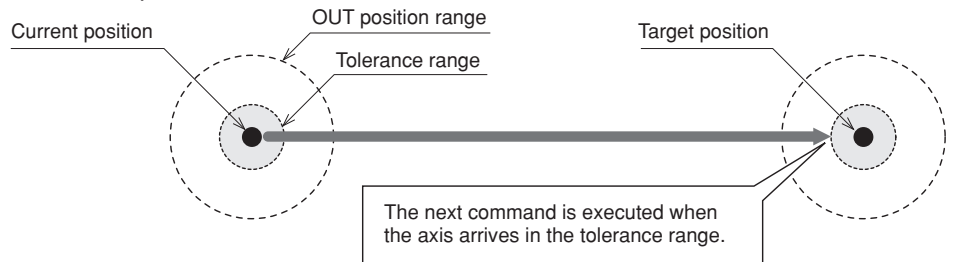 OUT position range
Current position
Target position
Tolerance range
The next command is executed when
the axis arrives in the tolerance range.